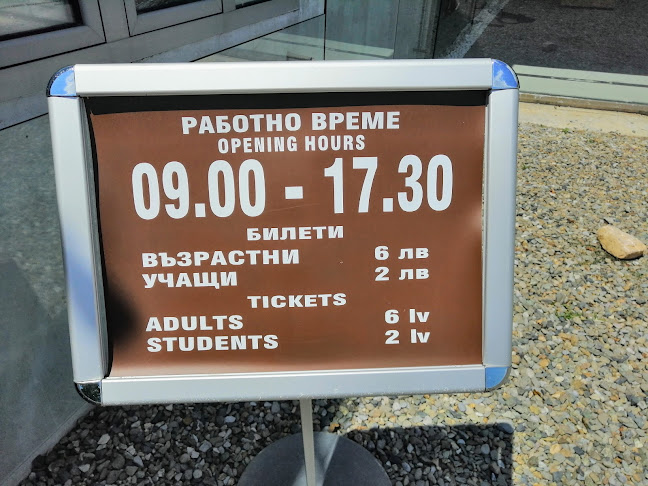 РАБОТНО ВРЕМЕ
OPENING HOURS
09.00 - 17.30
БИЛЕТИ
ВЪЗРАСТНИ 6 лв
УЧАЩИ 2 лв
TICKETS
ADULTS 6 lv
STUDENTS 2 lv